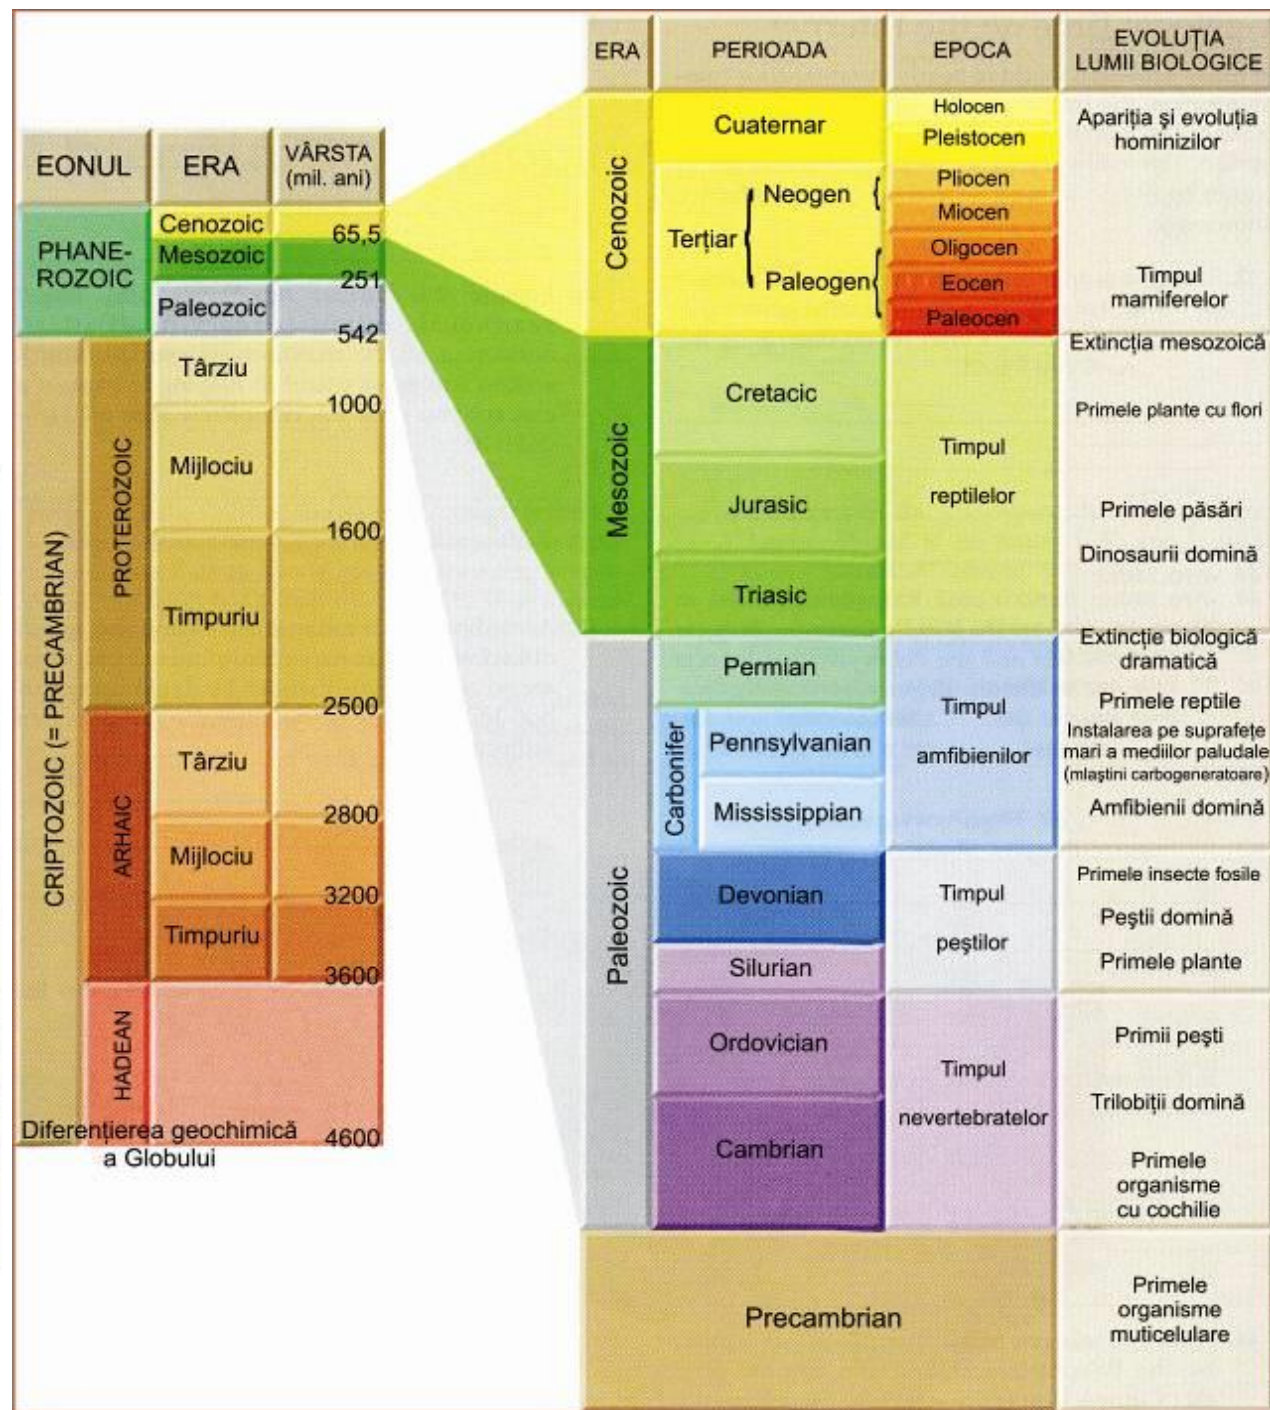 EONUL
ERA
VÂRSTA
(mil. ani)
PHANE-
ROZOIC
Cenozoic
65,5
Mesozoic
251
Paleozoic
542
CRIPTOZOIC (= PRECAMBRIAN)
PROTEROZOIC
Târziu
1000
Mijlociu
1600
Timpuriu
2500
ARHAIC
Târziu
2800
Mijlociu
3200
Timpuriu
3600
HADEAN
Diferențierea geochimică
a Globului
4600
ERA
PERIOADA
EPOCA
EVOLUȚIA
LUMII BIOLOGICE
Cenozoic
Cuaternar
Holocen
Pleistocen
Apariția și evoluția
hominizilor
Terțiar
Neogen
Pliocen
Miocen
Paleogen
Oligocen
Eocen
Paleocen
Timpul
mamiferelor
Mesozoic
Cretacic
Jurasic
Triasic
Timpul
reptilelor
Extincția mesozoică
Primele plante cu flori
Primele păsări
Dinosaurii domină
Paleozoic
Permian
Carbonifer
Pennsylvanian
Mississippian
Timpul
amfibienilor
Extincție biologică
dramatică
Primele reptile
Instalarea pe suprafețe
mari a mediilor paludale
(mlaștini carbogeneratoare)
Amfibienii domină
Devonian
Silurian
Timpul
peștilor
Primele insecte fosile
Peștii domină
Primele plante
Ordovician
Cambrian
Timpul
nevertebratelor
Primii pești
Trilobiții domină
Primele
organisme
cu cochilie
Precambrian
Primele
organisme
muticelulare